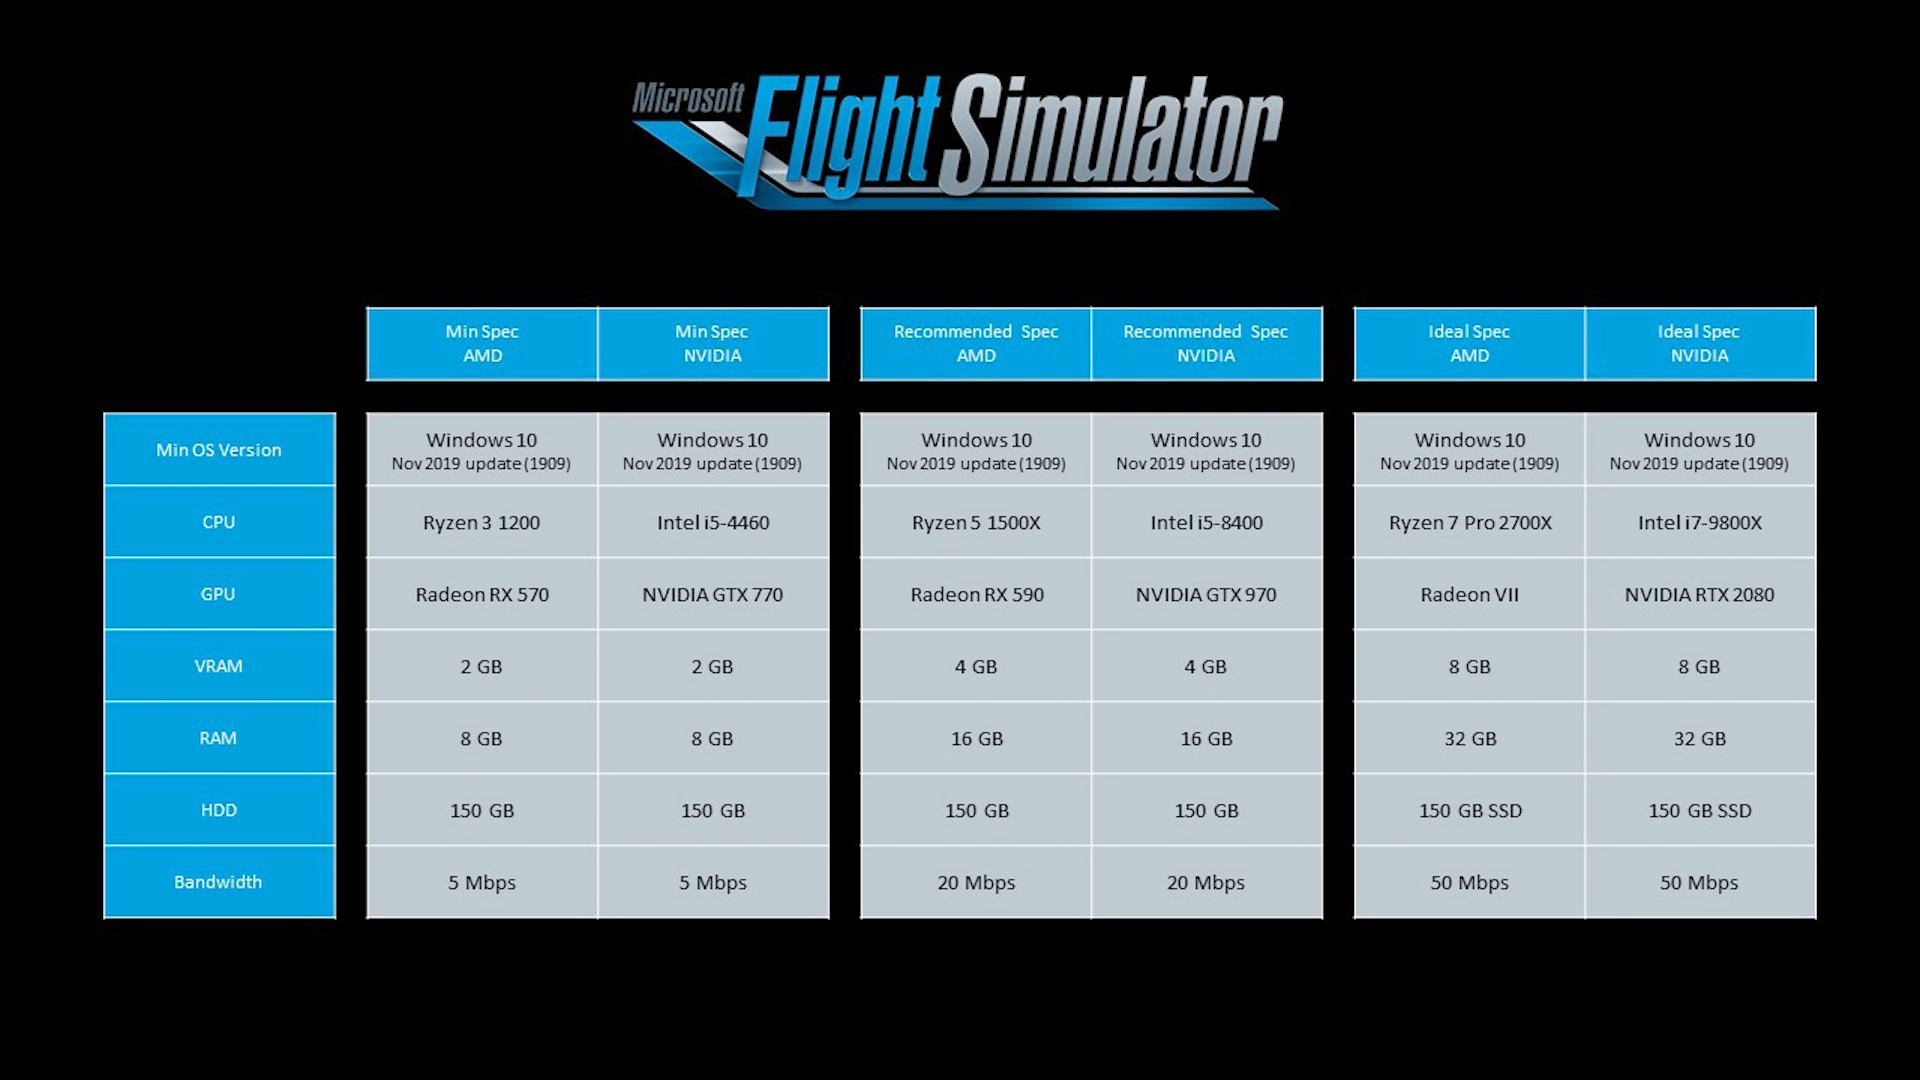 Microsoft Flight Simulator
Min Spec AMD
Min Spec NVIDIA
Recommended Spec AMD
Recommended Spec NVIDIA
Ideal Spec AMD
Ideal Spec NVIDIA
Min OS Version
Windows 10
Nov 2019 update (1909)
Windows 10
Nov 2019 update (1909)
Windows 10
Nov 2019 update (1909)
Windows 10
Nov 2019 update (1909)
Windows 10
Nov 2019 update (1909)
Windows 10
Nov 2019 update (1909)
CPU
Ryzen 3 1200
Intel i5-4460
Ryzen 5 1500X
Intel i5-8400
Ryzen 7 Pro 2700X
Intel i7-9800X
GPU
Radeon RX 570
NVIDIA GTX 770
Radeon RX 590
NVIDIA GTX 970
Radeon VII
NVIDIA RTX 2080
VRAM
2 GB
2 GB
4 GB
4 GB
8 GB
8 GB
RAM
8 GB
8 GB
16 GB
16 GB
32 GB
32 GB
HDD
150 GB
150 GB
150 GB
150 GB
150 GB SSD
150 GB SSD
Bandwidth
5 Mbps
5 Mbps
20 Mbps
20 Mbps
50 Mbps
50 Mbps